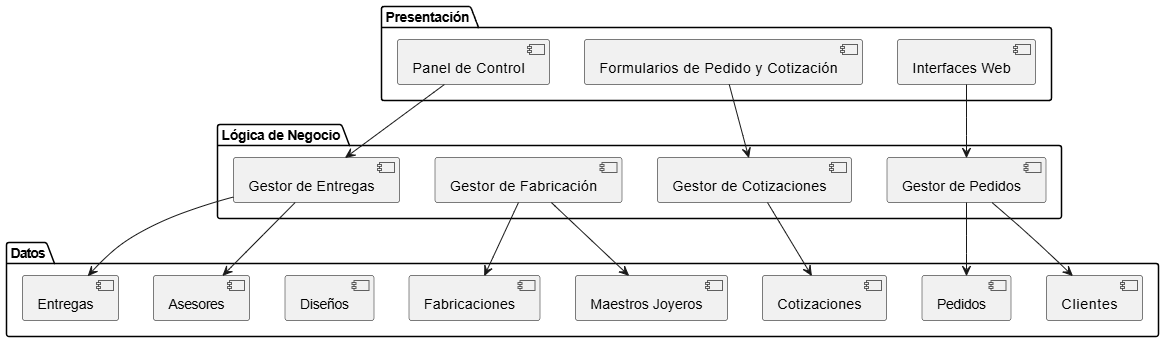 Presentación
Panel de Control
Formularios de Pedido y Cotización
Interfaces Web
Lógica de Negocio
Gestor de Entregas
Gestor de Fabricación
Gestor de Cotizaciones
Gestor de Pedidos
Datos
Entregas
Asesores
Diseños
Fabricaciones
Maestros Joyeros
Cotizaciones
Pedidos
Clientes